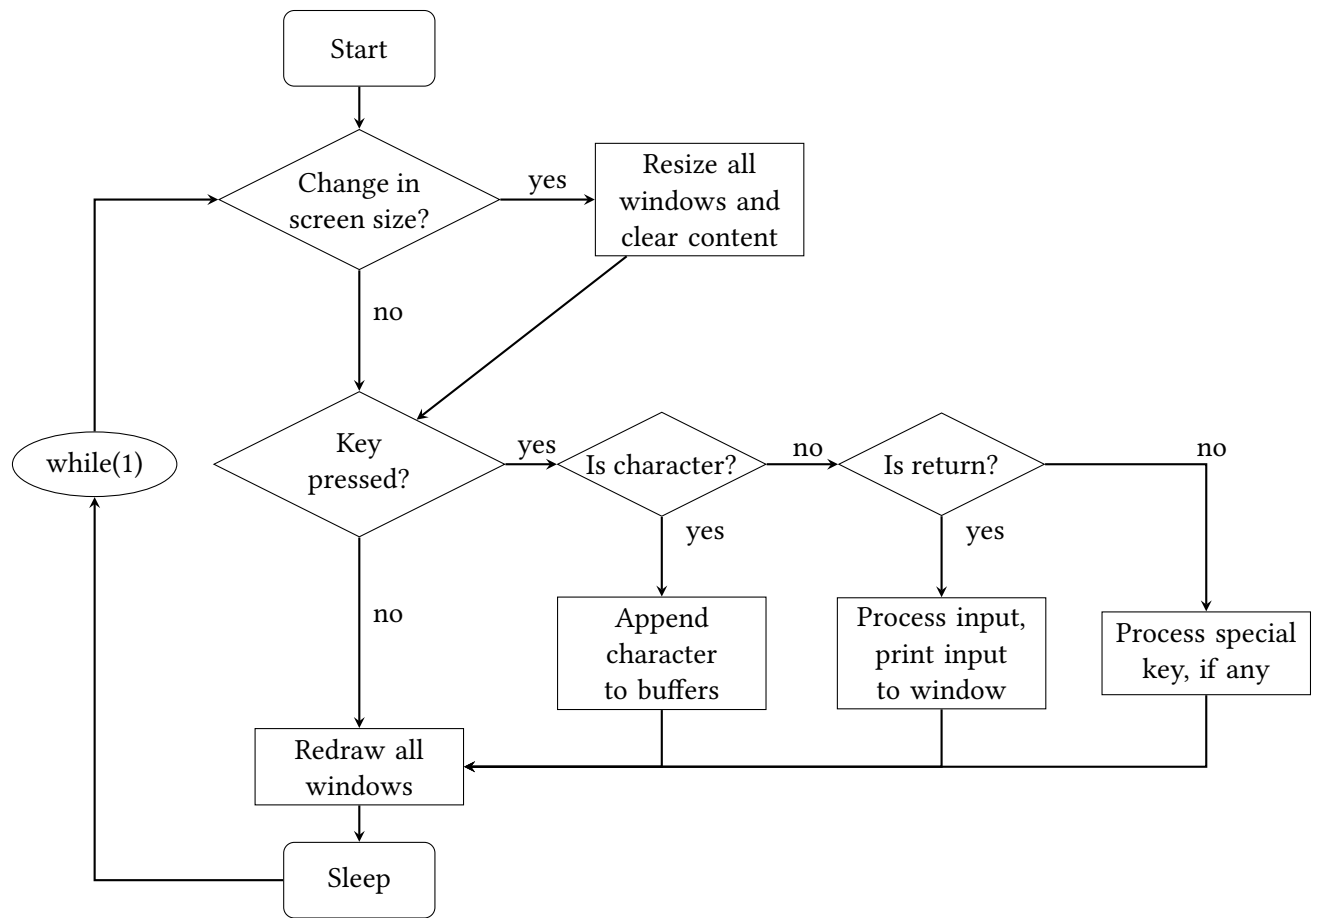 Start
Change in
screen size?
yes
Resize all
windows and
clear content
no
while(1)
Key
pressed?
yes
Is character?
no
Is return?
no
yes
yes
no
Append
character
to buffers
Process input,
print input
to window
Process special
key, if any
Redraw all
windows
Sleep